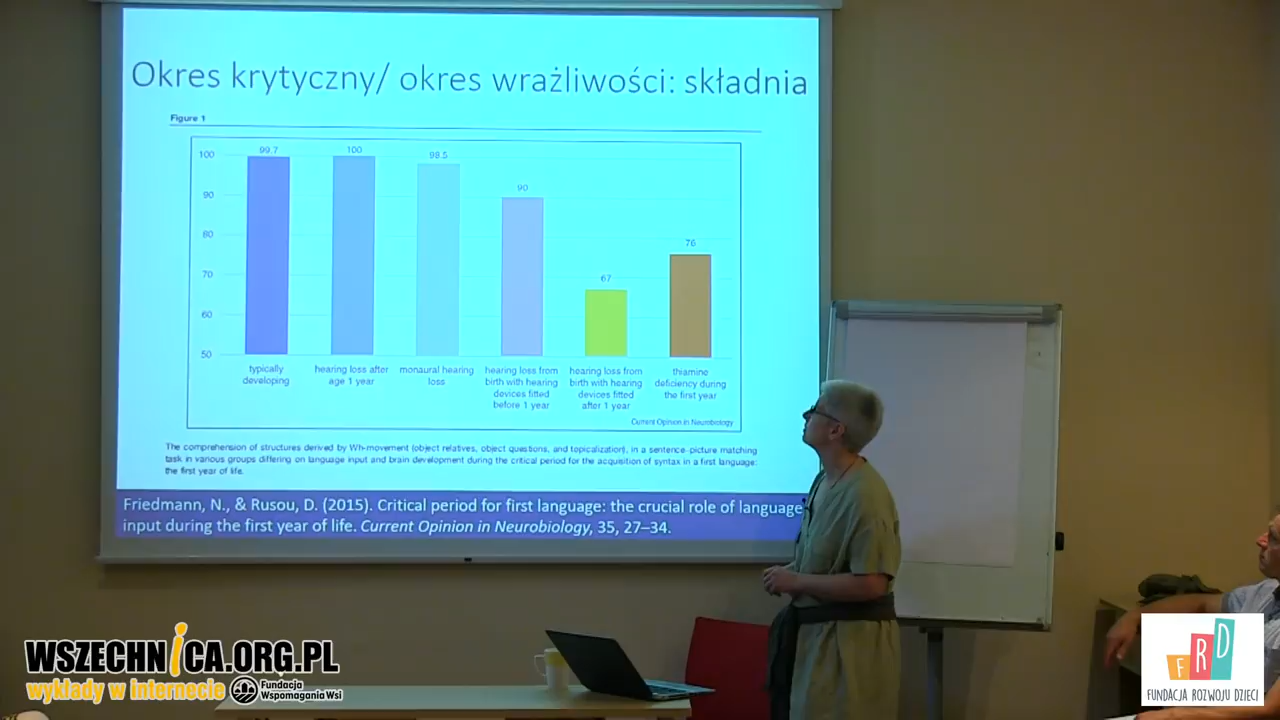 Okres krytyczny/ okres wrażliwości: składnia
Figure 1
100
90
80
70
60
50
99.7
100
98.5
90
67
76
typically
developing
hearing loss after
age 1 year
monaural hearing
loss
hearing loss from
birth with hearing
devices fitted
before 1 year
hearing loss from
birth with hearing
devices fitted
after 1 year
thiamine
deficiency during
the first year
Current Opinion in Neurobiology
The comprehension of structures derived by Wh-movement (object relatives, object questions, and topicalization), in a sentence-picture matching
task in various groups differing on language input and brain development during the critical period for the acquisition of syntax in a first language:
the first year of life.
Friedmann, N., & Rusou, D. (2015). Critical period for first language: the crucial role of language
input during the first year of life. Current Opinion in Neurobiology, 35, 27–34.
WSZECHNiCA.ORG.PL
wykłady w internecie
Fundacja
Wspomagania Wsi
FRD
FUNDACJA ROZWOJU DZIECI